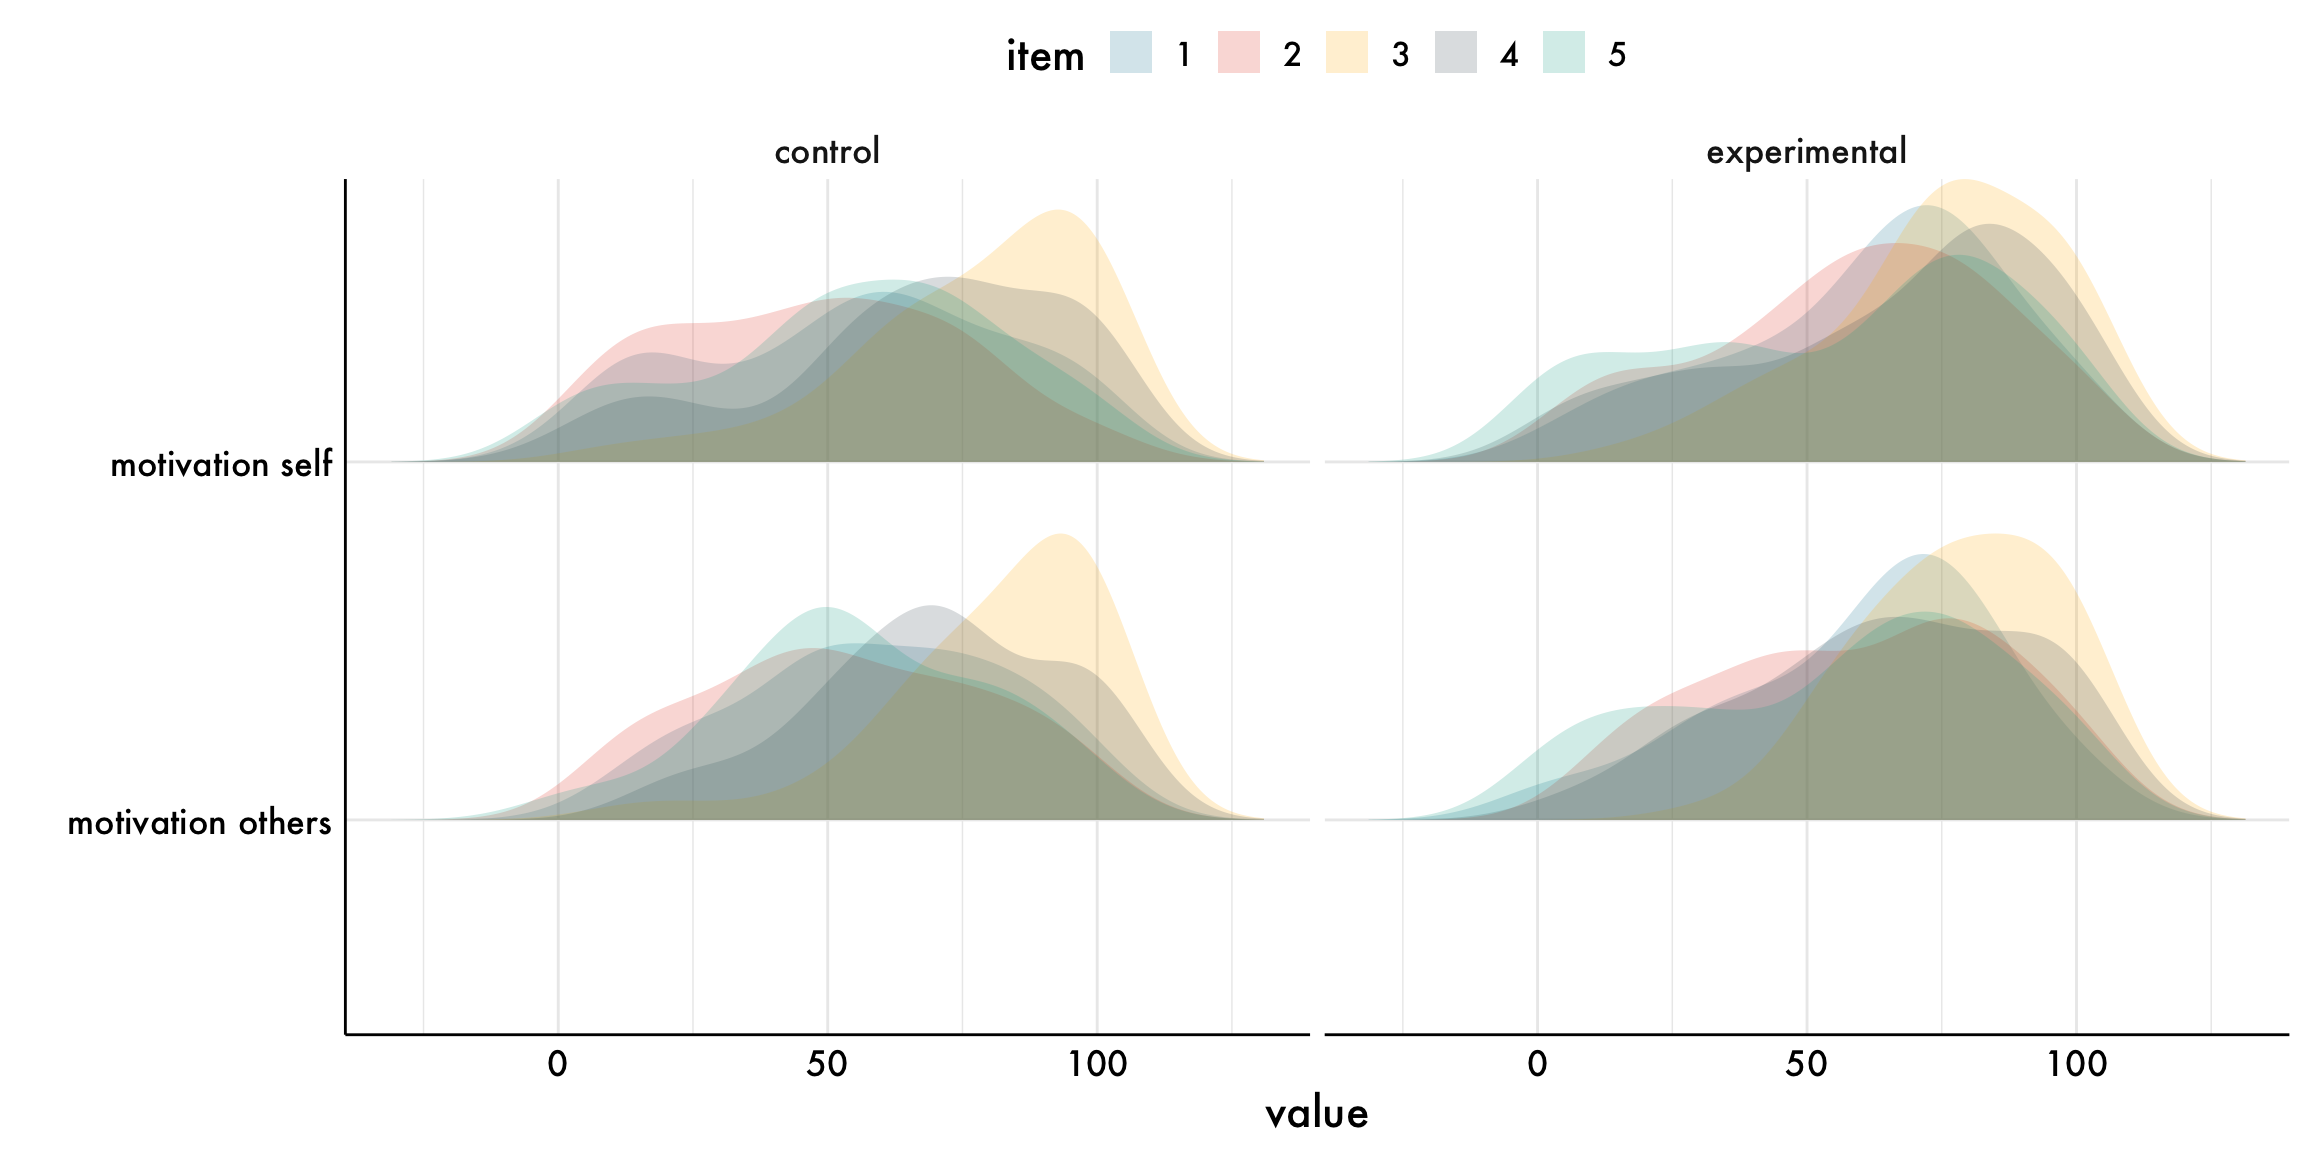 item 1 2 3 4 5
control experimental
motivation self
motivation others
0 50 100 0 50 100
value